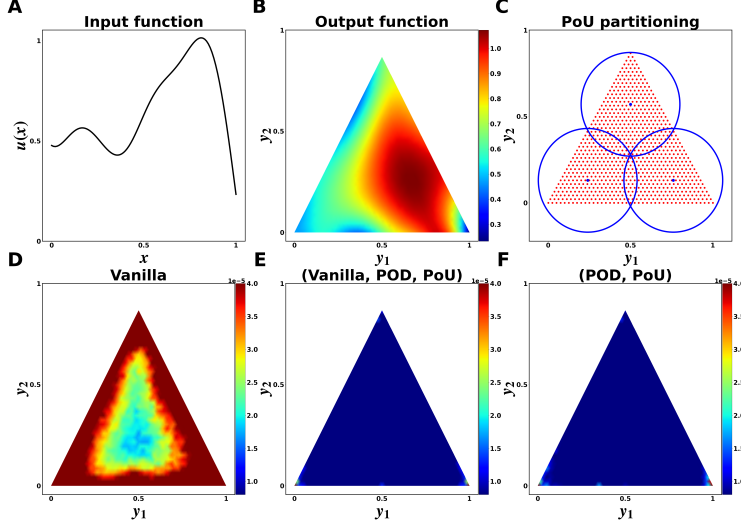 A
Input function
1
0.5
0
u(x)
0
0.5
1
x
B
Output function
1
0.5
0
y2
0
0.5
1
y1
1.0
0.9
0.8
0.7
0.6
0.5
0.4
0.3
C
PoU partitioning
1
0.5
0
y2
0
0.5
1
y1
D
Vanilla
1
0.5
0
y2
0
0.5
1
y1
1e−5
4.0
3.5
3.0
2.5
2.0
1.5
1.0
E
(Vanilla, POD, PoU)
1
0.5
0
y2
0
0.5
1
y1
1e−5
4.0
3.5
3.0
2.5
2.0
1.5
1.0
F
(POD, PoU)
1
0.5
0
y2
0
0.5
1
y1